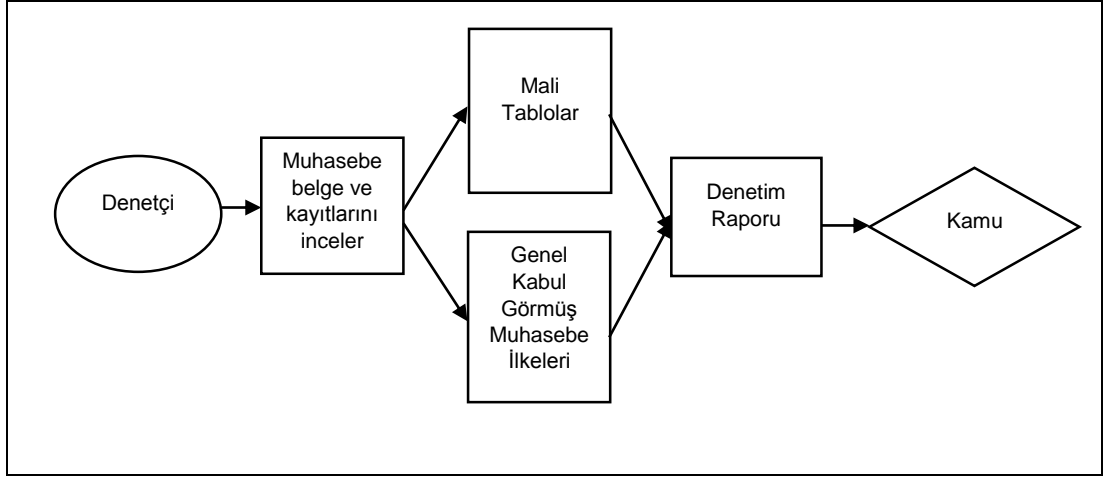 Denetçi
Muhasebe
belge ve
kayıtlarını
inceler
Mali
Tablolar
Genel
Kabul
Görmüş
Muhasebe
İlkeleri
Denetim
Raporu
Kamu